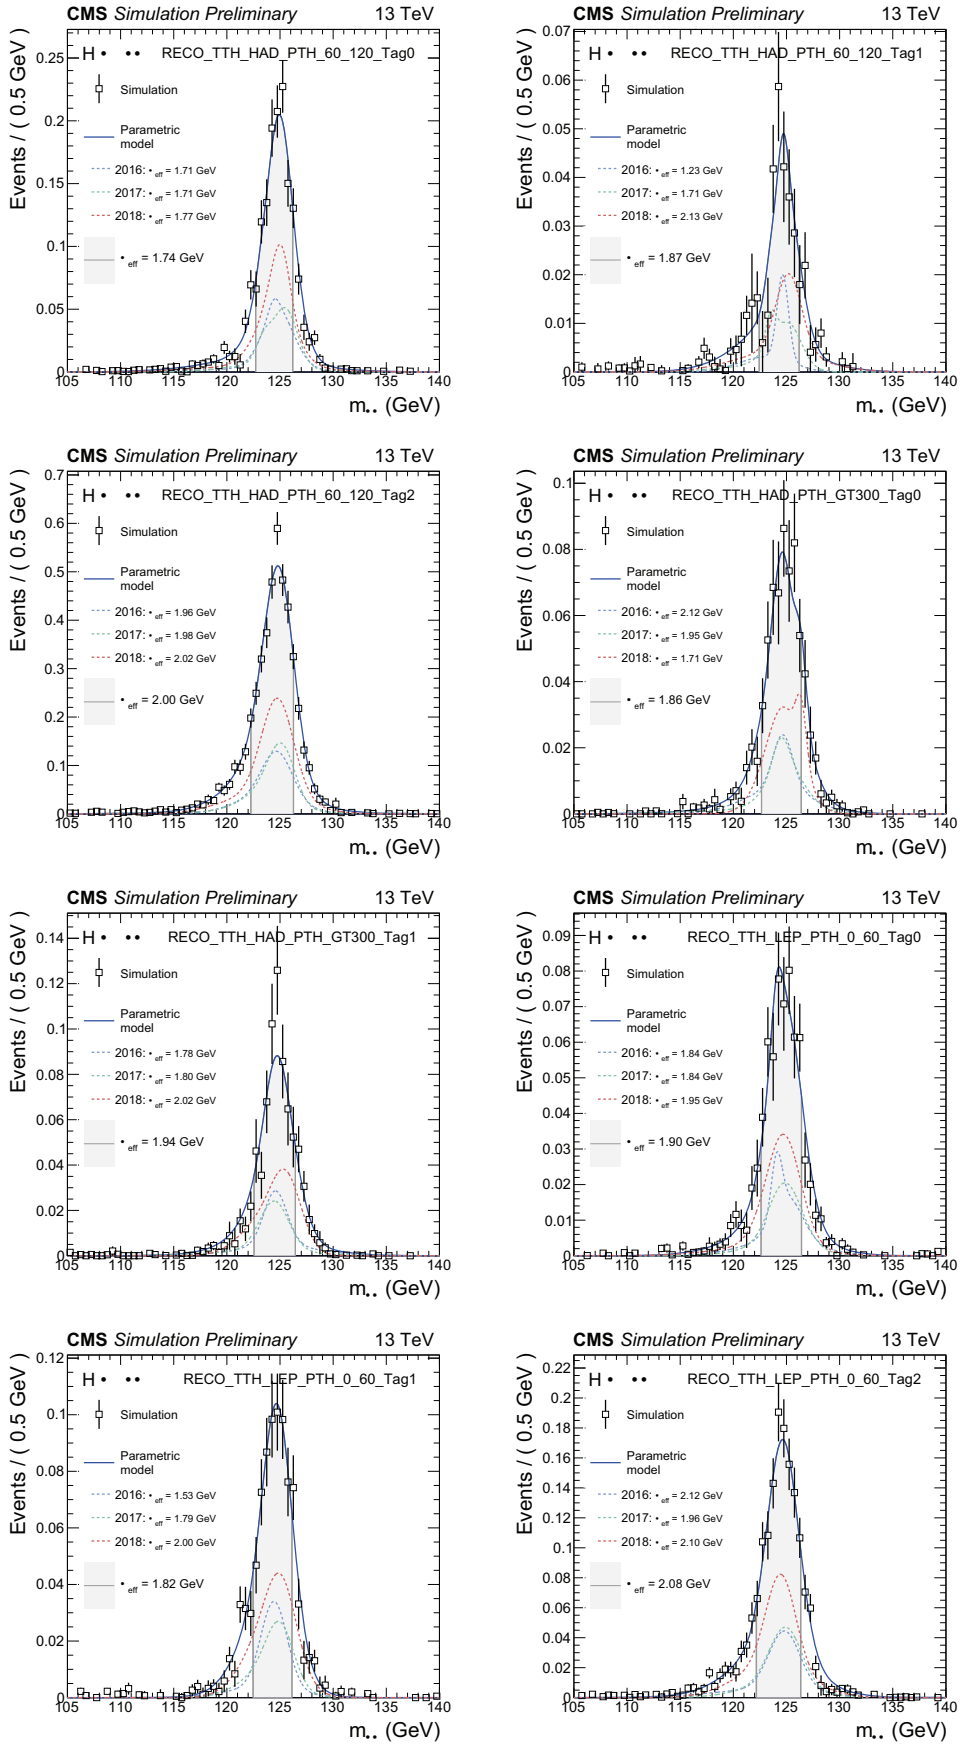 CMS Simulation Preliminary 13 TeV
H • •• RECO_TTH_HAD_PTH_60_120_Tag0
Simulation
Parametric
model
2016: •eff = 1.71 GeV
2017: •eff = 1.71 GeV
2018: •eff = 1.77 GeV
•eff = 1.74 GeV
Events / ( 0.5 GeV )
0.25
0.2
0.15
0.1
0.05
0
105 110 115 120 125 130 135 140
m•• (GeV)
CMS Simulation Preliminary 13 TeV
H • •• RECO_TTH_HAD_PTH_60_120_Tag1
Simulation
Parametric
model
2016: •eff = 1.23 GeV
2017: •eff = 1.71 GeV
2018: •eff = 2.13 GeV
•eff = 1.87 GeV
Events / ( 0.5 GeV )
0.07
0.06
0.05
0.04
0.03
0.02
0.01
0
105 110 115 120 125 130 135 140
m•• (GeV)
CMS Simulation Preliminary 13 TeV
H • •• RECO_TTH_HAD_PTH_60_120_Tag2
Simulation
Parametric
model
2016: •eff = 1.96 GeV
2017: •eff = 1.98 GeV
2018: •eff = 2.02 GeV
•eff = 2.00 GeV
Events / ( 0.5 GeV )
0.7
0.6
0.5
0.4
0.3
0.2
0.1
0
105 110 115 120 125 130 135 140
m•• (GeV)
CMS Simulation Preliminary 13 TeV
H • •• RECO_TTH_HAD_PTH_GT300_Tag0
Simulation
Parametric
model
2016: •eff = 2.12 GeV
2017: •eff = 1.95 GeV
2018: •eff = 1.71 GeV
•eff = 1.86 GeV
Events / ( 0.5 GeV )
0.1
0.08
0.06
0.04
0.02
0
105 110 115 120 125 130 135 140
m•• (GeV)
CMS Simulation Preliminary 13 TeV
H • •• RECO_TTH_HAD_PTH_GT300_Tag1
Simulation
Parametric
model
2016: •eff = 1.78 GeV
2017: •eff = 1.80 GeV
2018: •eff = 2.02 GeV
•eff = 1.94 GeV
Events / ( 0.5 GeV )
0.14
0.12
0.1
0.08
0.06
0.04
0.02
0
105 110 115 120 125 130 135 140
m•• (GeV)
CMS Simulation Preliminary 13 TeV
H • •• RECO_TTH_LEP_PTH_0_60_Tag0
Simulation
Parametric
model
2016: •eff = 1.84 GeV
2017: •eff = 1.84 GeV
2018: •eff = 1.95 GeV
•eff = 1.90 GeV
Events / ( 0.5 GeV )
0.09
0.08
0.07
0.06
0.05
0.04
0.03
0.02
0.01
0
105 110 115 120 125 130 135 140
m•• (GeV)
CMS Simulation Preliminary 13 TeV
H • •• RECO_TTH_LEP_PTH_0_60_Tag1
Simulation
Parametric
model
2016: •eff = 1.53 GeV
2017: •eff = 1.79 GeV
2018: •eff = 2.00 GeV
•eff = 1.82 GeV
Events / ( 0.5 GeV )
0.12
0.1
0.08
0.06
0.04
0.02
0
105 110 115 120 125 130 135 140
m•• (GeV)
CMS Simulation Preliminary 13 TeV
H • •• RECO_TTH_LEP_PTH_0_60_Tag2
Simulation
Parametric
model
2016: •eff = 2.12 GeV
2017: •eff = 1.96 GeV
2018: •eff = 2.10 GeV
•eff = 2.08 GeV
Events / ( 0.5 GeV )
0.22
0.2
0.18
0.16
0.14
0.12
0.1
0.08
0.06
0.04
0.02
0
105 110 115 120 125 130 135 140
m•• (GeV)